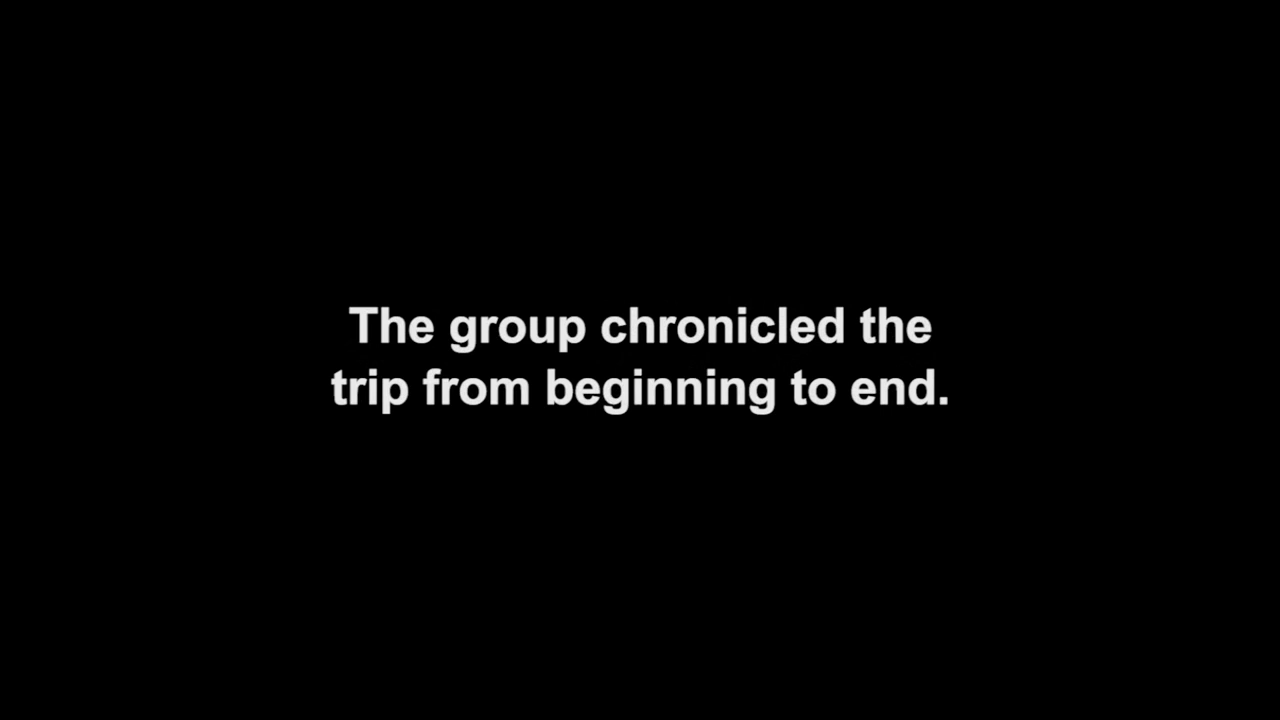 The group chronicled the
trip from beginning to end.